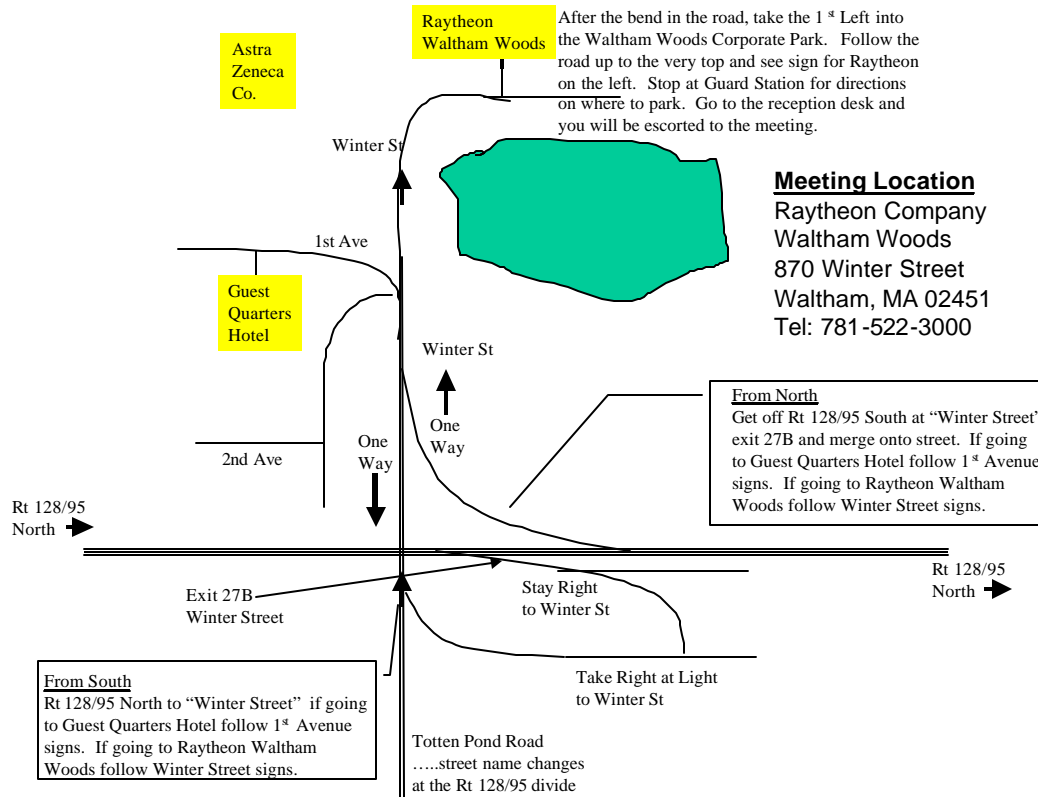 Raytheon
Waltham Woods
After the bend in the road, take the 1 st Left into
the Waltham Woods Corporate Park. Follow the
road up to the very top and see sign for Raytheon
on the left. Stop at Guard Station for directions
on where to park. Go to the reception desk and
you will be escorted to the meeting.
Astra
Zeneca
Co.
Winter St
Meeting Location
Raytheon Company
Waltham Woods
870 Winter Street
Waltham, MA 02451
Tel: 781-522-3000
1st Ave
Guest
Quarters
Hotel
Winter St
One
Way
One
Way
2nd Ave
From North
Get off Rt 128/95 South at “Winter Street”
exit 27B and merge onto street. If going
to Guest Quarters Hotel follow 1st Avenue
signs. If going to Raytheon Waltham
Woods follow Winter Street signs.
Rt 128/95
North
Rt 128/95
North
Exit 27B
Winter Street
Stay Right
to Winter St
Take Right at Light
to Winter St
From South
Rt 128/95 North to “Winter Street” if going
to Guest Quarters Hotel follow 1st Avenue
signs. If going to Raytheon Waltham
Woods follow Winter Street signs.
Totten Pond Road
…..street name changes
at the Rt 128/95 divide